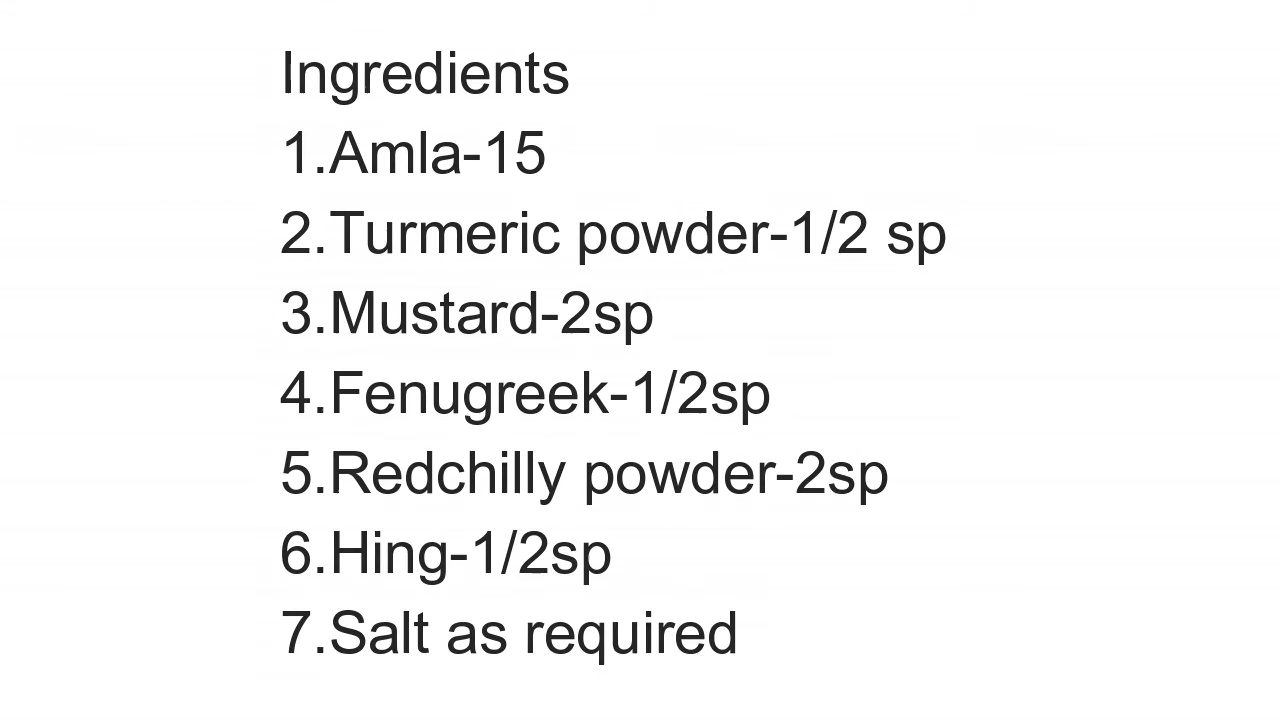 Ingredients
1.Amla-15
2.Turmeric powder-1/2 sp
3.Mustard-2sp
4.Fenugreek-1/2sp
5.Redchilly powder-2sp
6.Hing-1/2sp
7.Salt as required